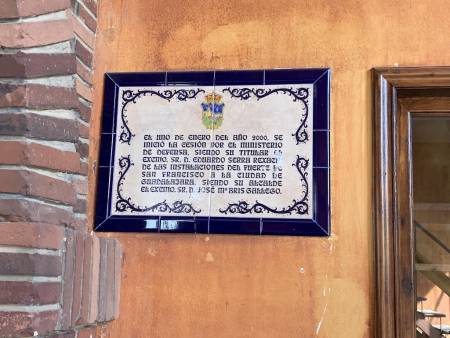 EL UNO DE ENERO DEL AÑO 2000, SE
INICIÓ LA CESIÓN POR EL MINISTERIO
DE DEFENSA, SIENDO SU TITULAR EL
EXCMO. SR. D. EDUARDO SERRA REXACH
DE LAS INSTALACIONES DEL FUERTE DE
SAN FRANCISCO A LA CIUDAD DE
GUADALAJARA, SIENDO SU ALCALDE
EL EXCMO. SR. D. JOSÉ Mª BRIS GALLEGO.